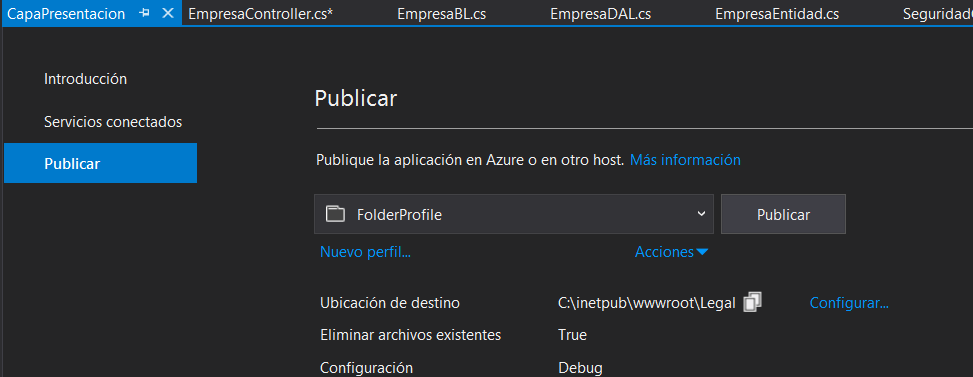 CapaPresentacion EmpresaController.cs* EmpresaBL.cs EmpresaDAL.cs EmpresaEntidad.cs
Introducción
Servicios conectados
Publicar
Publicar
Publique la aplicación en Azure o en otro host. Más información
FolderProfile Publicar
Nuevo perfil... Acciones
Ubicación de destino C:\inetpub\wwwroot\Legal Configurar...
Eliminar archivos existentes True
Configuración Debug